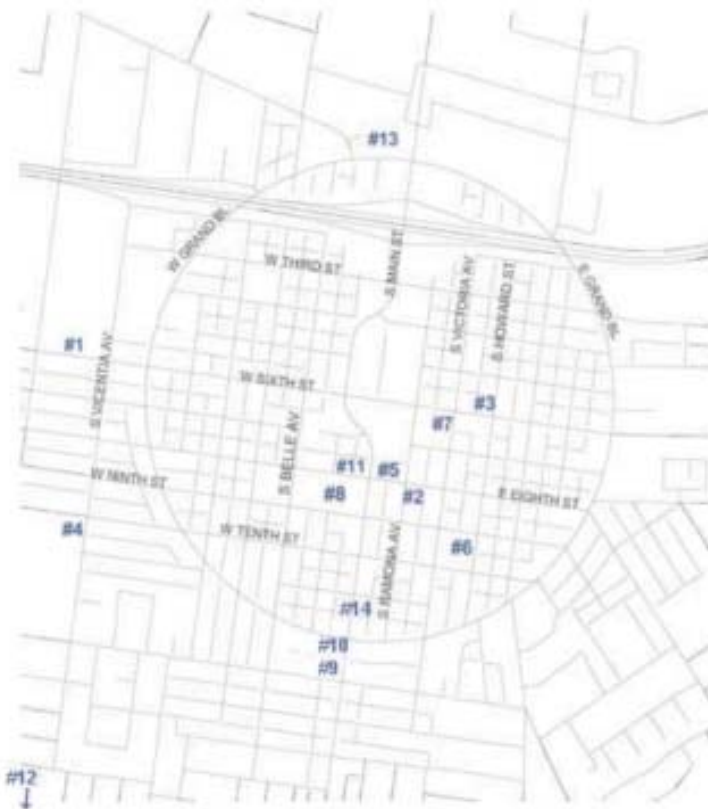 #13
W GRAND BL
W THIRD ST
S MAIN ST
S VICTORIA AV
S HOWARD ST
E GRAND BL
#1
S VICENTIA AV
W SIXTH ST
#3
#7
S BELLE AV
#11
#5
W NINTH ST
#8
#2
E EIGHTH ST
#4
W TENTH ST
#6
S RAMONA AV
#14
#10
#9
#12